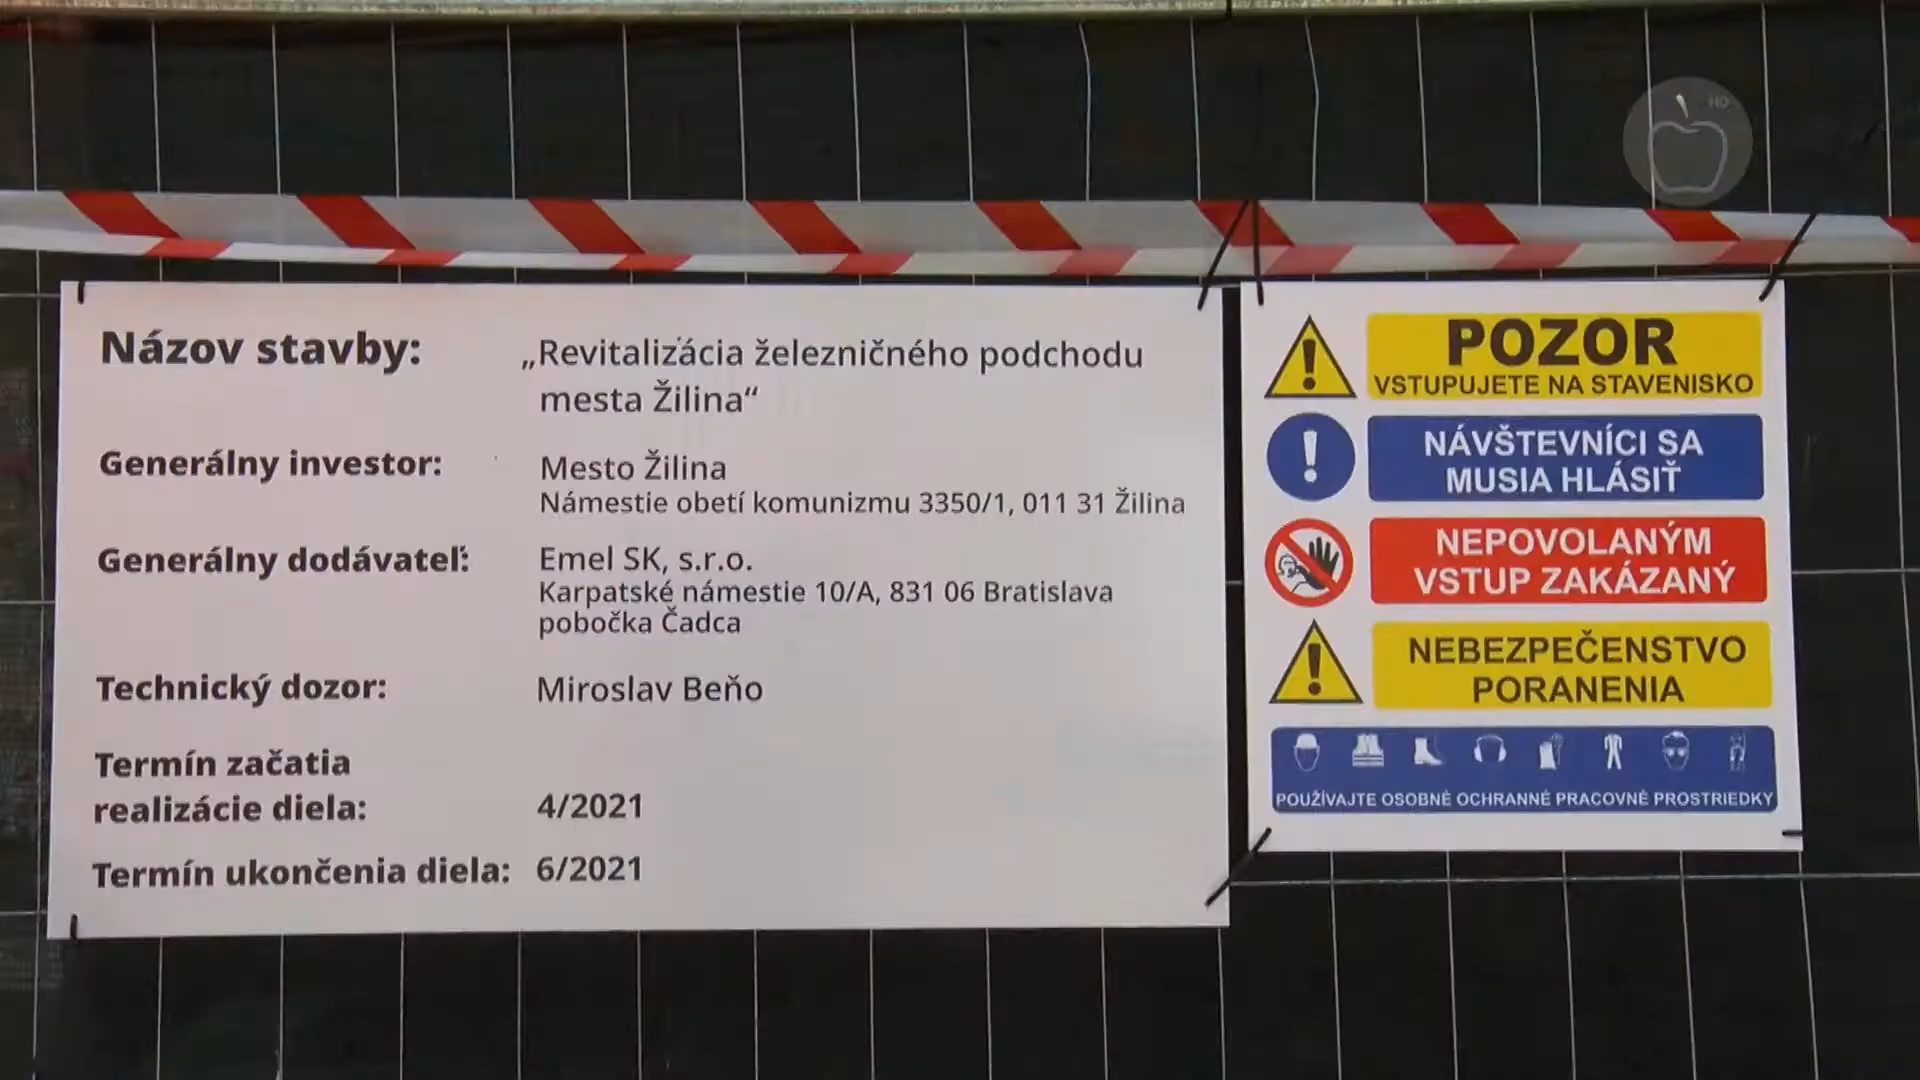 Názov stavby: „Revitalizácia železničného podchodu
mesta Žilina“
Generálny investor: Mesto Žilina
Námestie obetí komunizmu 3350/1, 011 31 Žilina
Generálny dodávateľ: Emel SK, s.r.o.
Karpatské námestie 10/A, 831 06 Bratislava
pobočka Čadca
Technický dozor: Miroslav Beňo
Termín začatia
realizácie diela: 4/2021
Termín ukončenia diela: 6/2021
POZOR
VSTUPUJETE NA STAVENISKO
NÁVŠTEVNÍCI SA
MUSIA HLÁSIŤ
NEPOVOLANÝM
VSTUP ZAKÁZANÝ
NEBEZPEČENSTVO
PORANENIA
POUŽÍVAJTE OSOBNÉ OCHRANNÉ PRACOVNÉ PROSTRIEDKY
HD